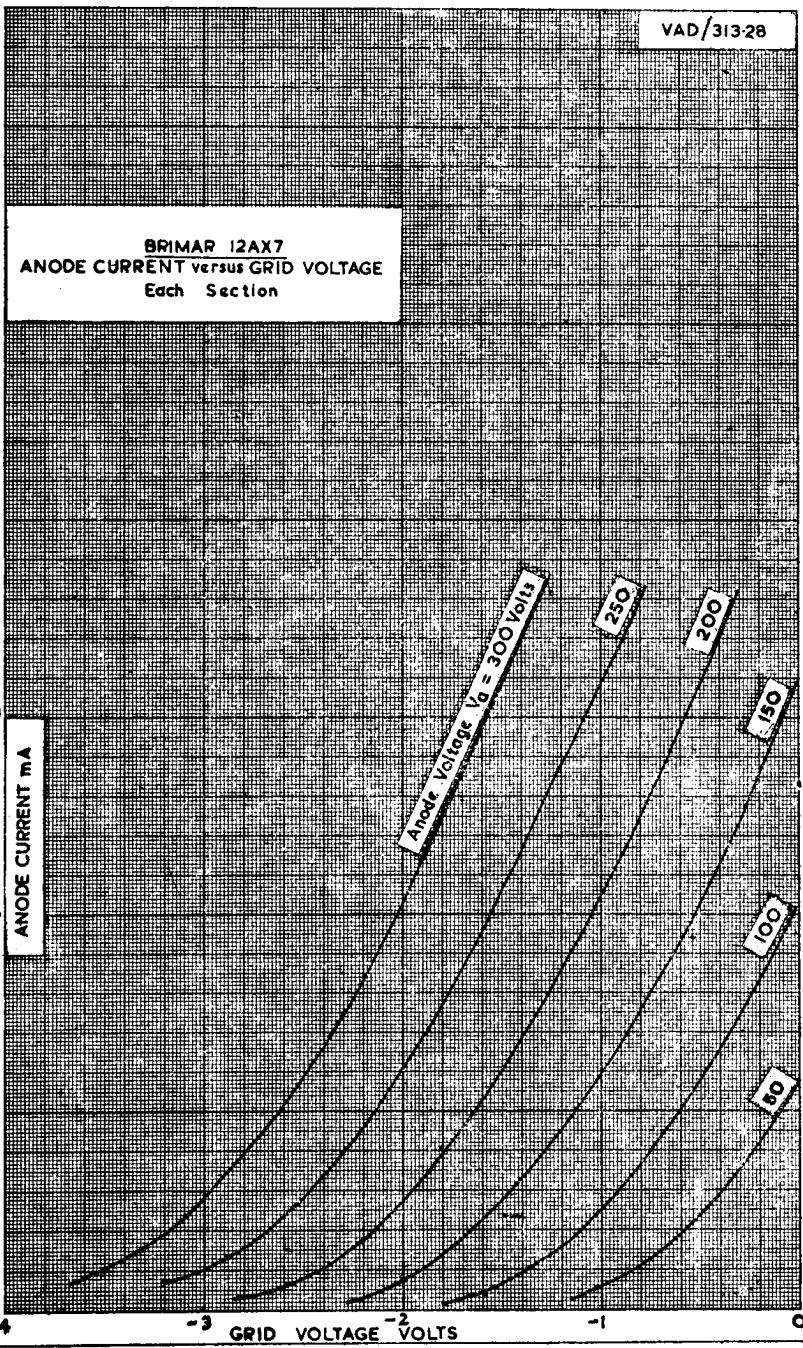 VAD/313·28
BRIMAR 12AX7
ANODE CURRENT versus GRID VOLTAGE
Each Section
Anode Voltage Va = 300 Volts
250
200
150
100
50
ANODE CURRENT mA
4
-3
-2
-1
0
GRID VOLTAGE VOLTS